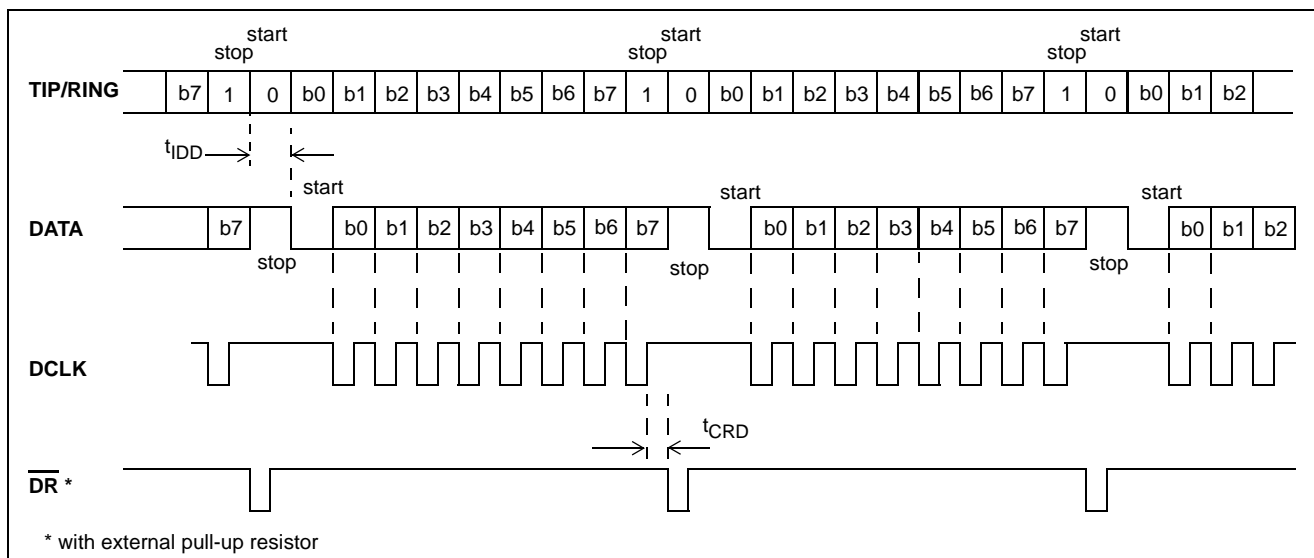 start start start
stop stop stop
TIP/RING b7 1 0 b0 b1 b2 b3 b4 b5 b6 b7 1 0 b0 b1 b2 b3 b4 b5 b6 b7 1 0 b0 b1 b2
tIDD
start start start
DATA b7 b0 b1 b2 b3 b4 b5 b6 b7 b0 b1 b2 b3 b4 b5 b6 b7 b0 b1 b2
stop stop stop
DCLK
tCRD
DR *
* with external pull-up resistor